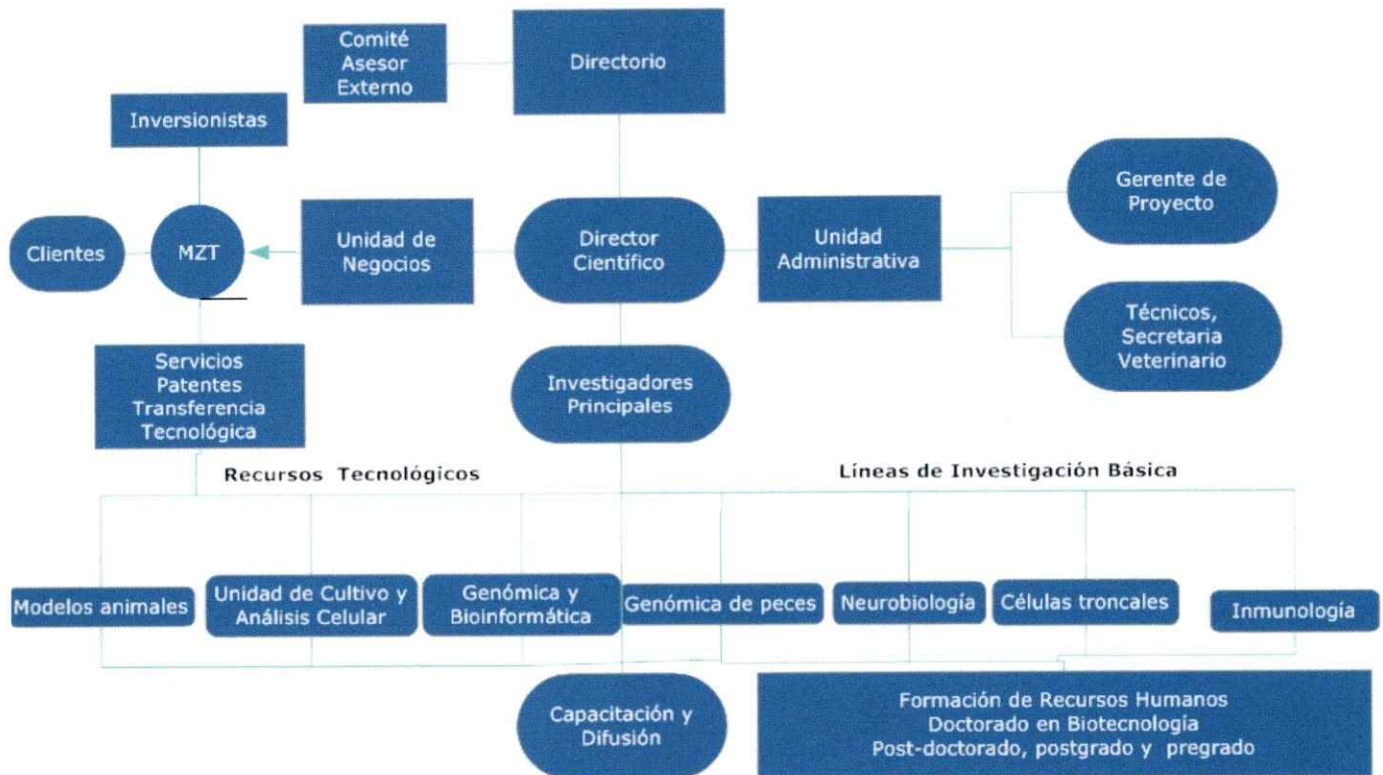 Comité
Asesor
Externo
Directorio
Inversionistas
Gerente de
Proyecto
Clientes
MZT
Unidad de
Negocios
Director
Científico
Unidad
Administrativa
Técnicos,
Secretaria
Veterinario
Servicios
Patentes
Transferencia
Tecnológica
Investigadores
Principales
Recursos Tecnológicos
Líneas de Investigación Básica
Modelos animales
Unidad de Cultivo y
Análisis Celular
Genómica y
Bioinformática
Genómica de peces
Neurobiología
Células troncales
Inmunología
Capacitación y
Difusión
Formación de Recursos Humanos
Doctorado en Biotecnología
Post-doctorado, postgrado y pregrado